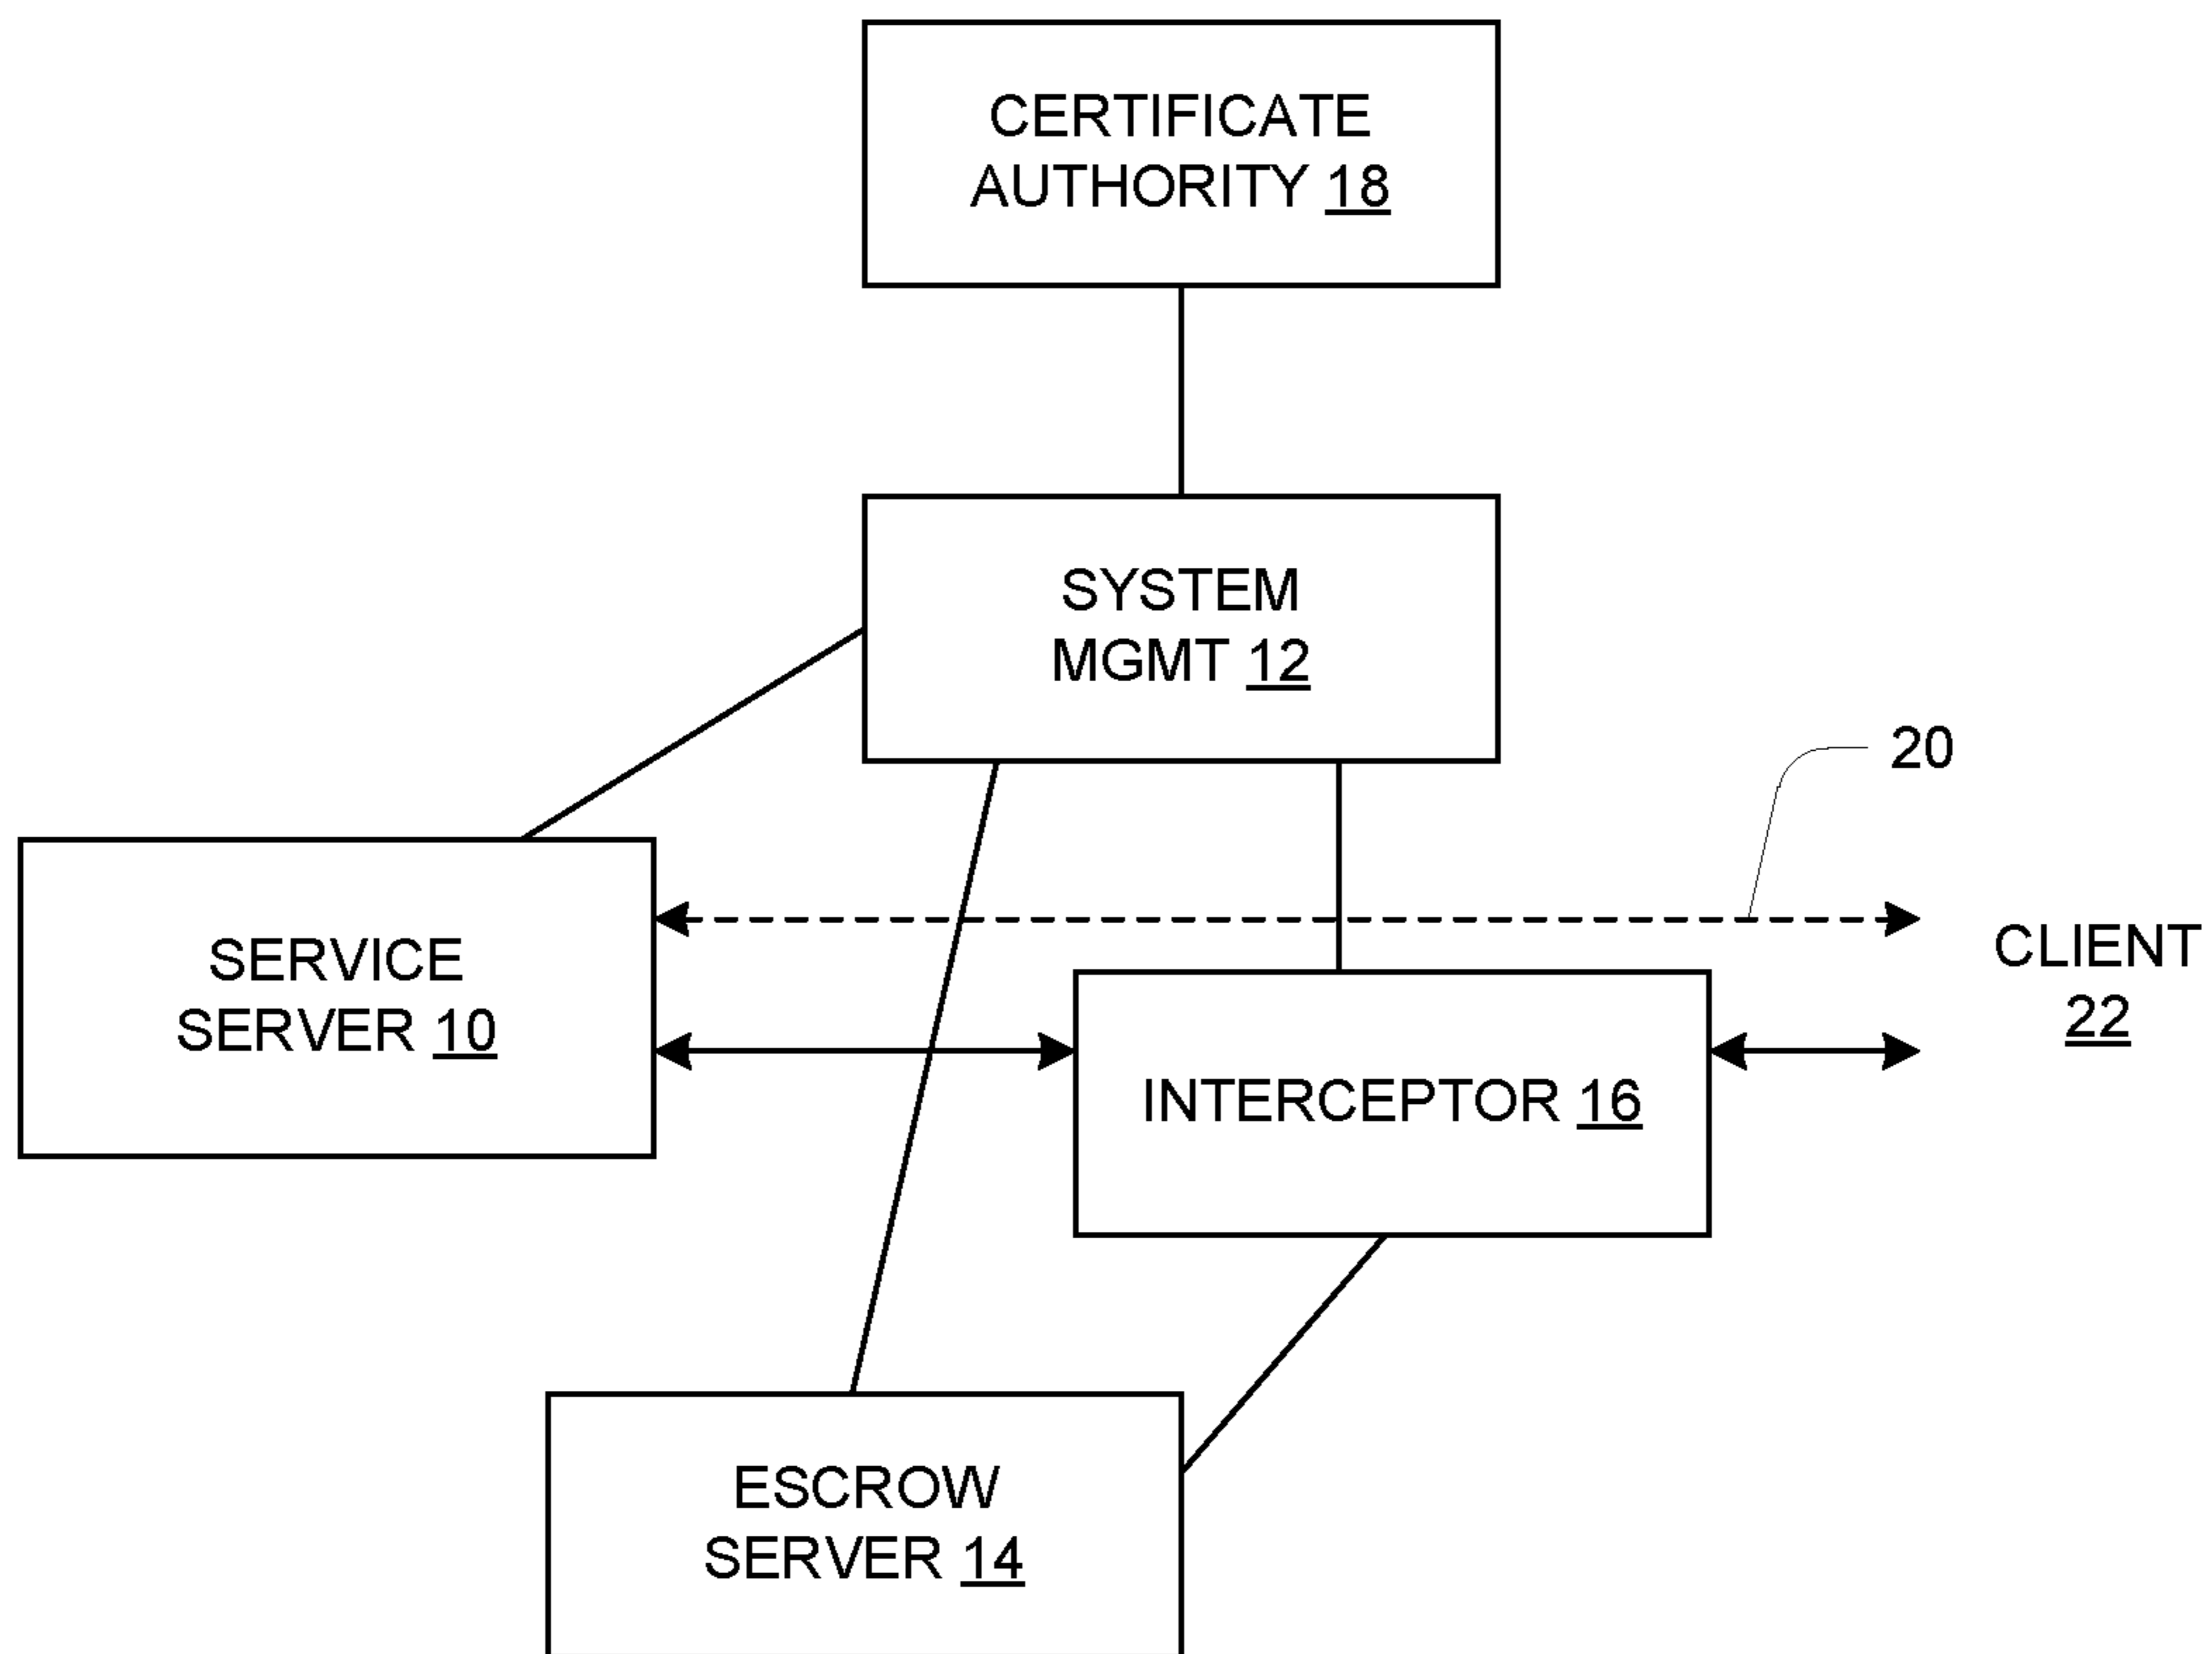 CERTIFICATE
AUTHORITY 18
SYSTEM
MGMT 12
20
SERVICE
SERVER 10
CLIENT
22
INTERCEPTOR 16
ESCROW
SERVER 14